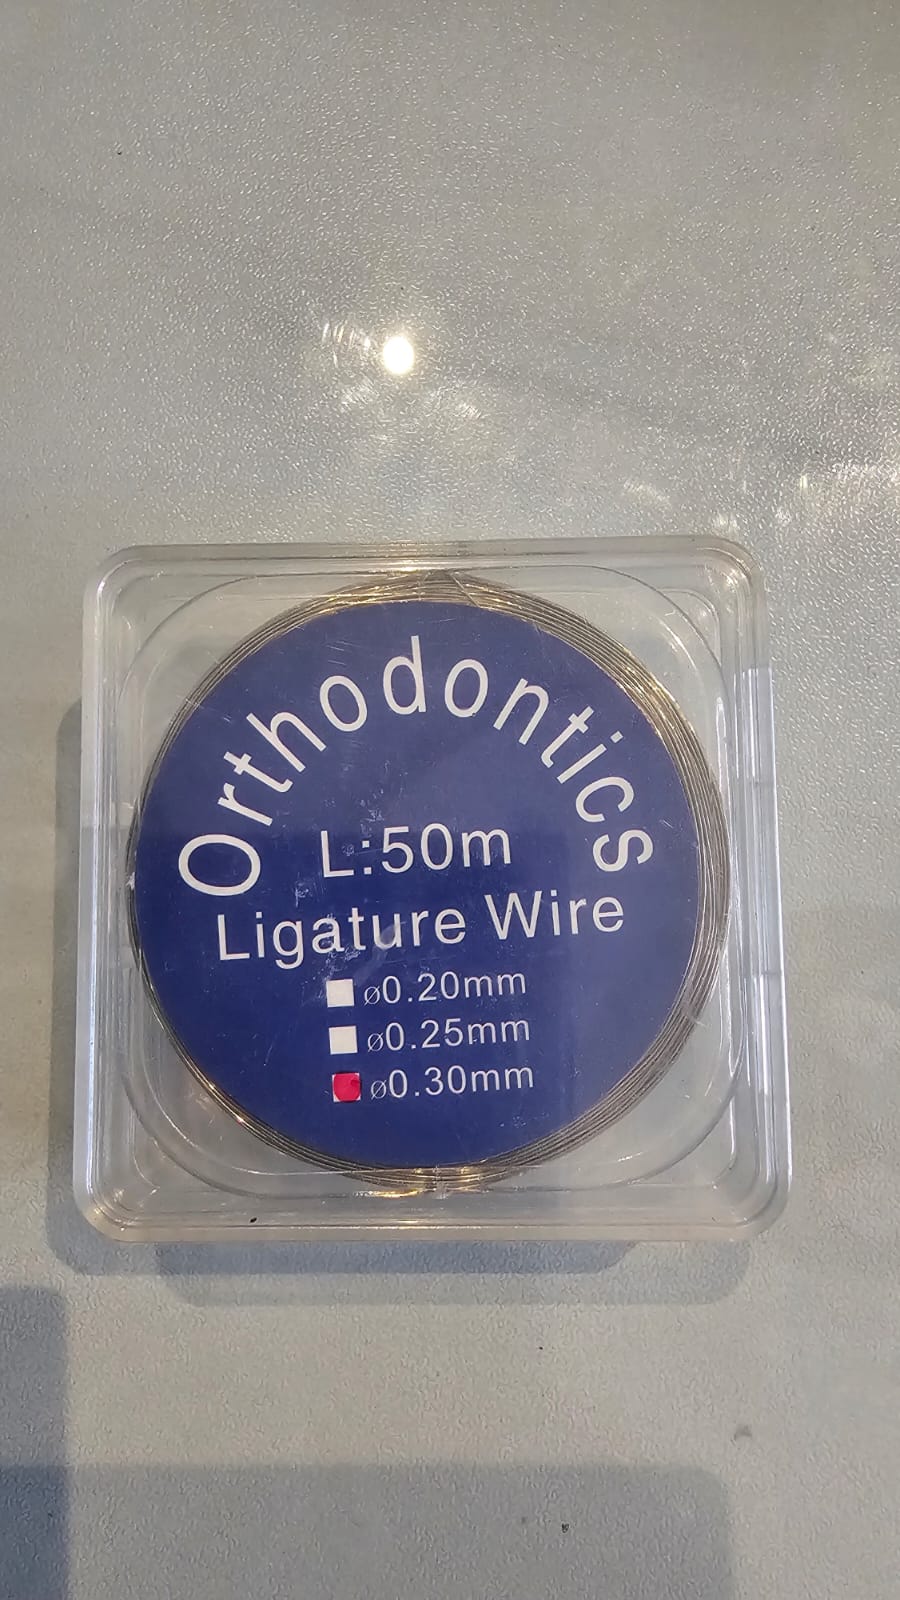 Orthodontics
L:50m
Ligature Wire
ø0.20mm
ø0.25mm
ø0.30mm